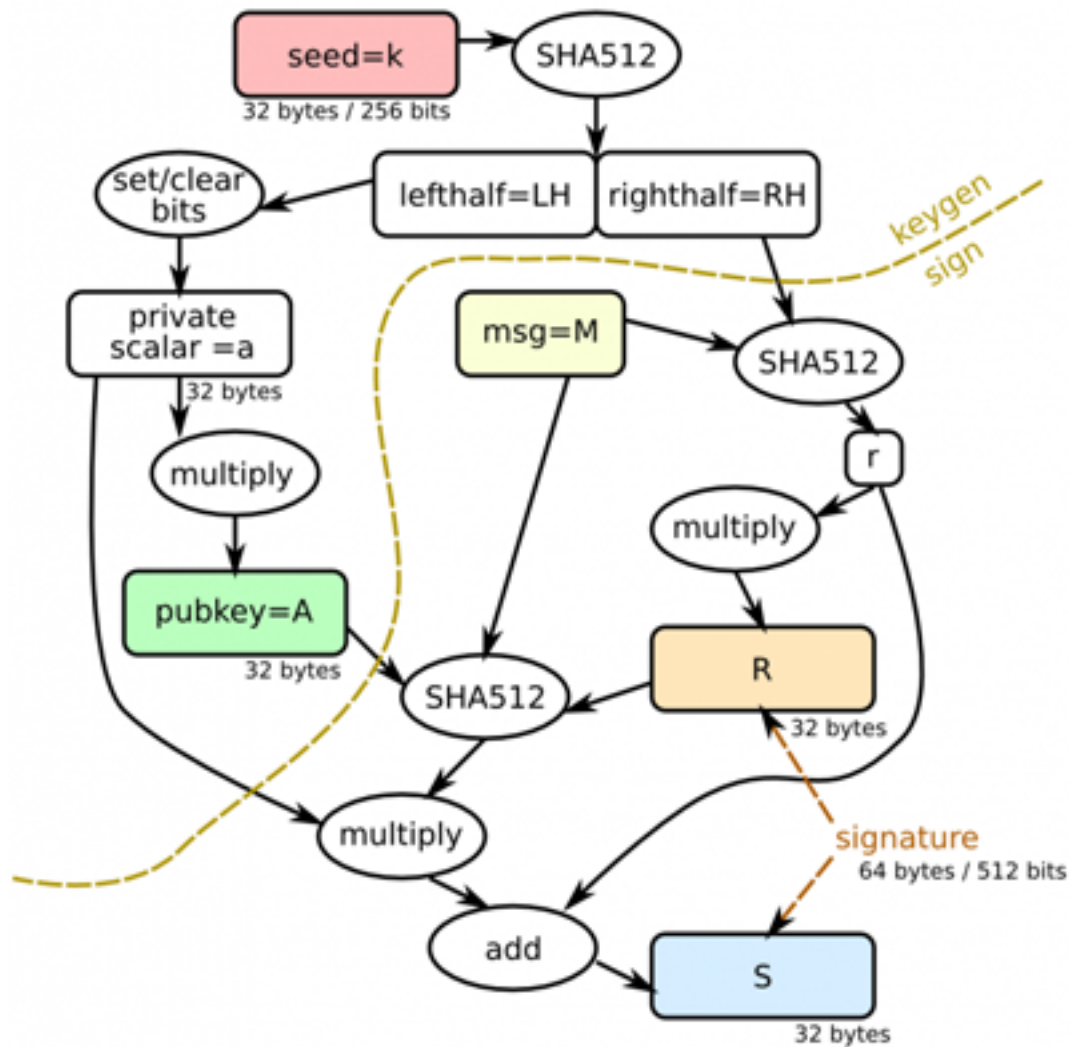 seed=k
SHA512
32 bytes / 256 bits
set/clear
bits
lefthalf=LH
righthalf=RH
keygen
sign
private
scalar =a
msg=M
SHA512
32 bytes
r
multiply
multiply
pubkey=A
R
32 bytes
SHA512
32 bytes
multiply
signature
64 bytes / 512 bits
add
S
32 bytes